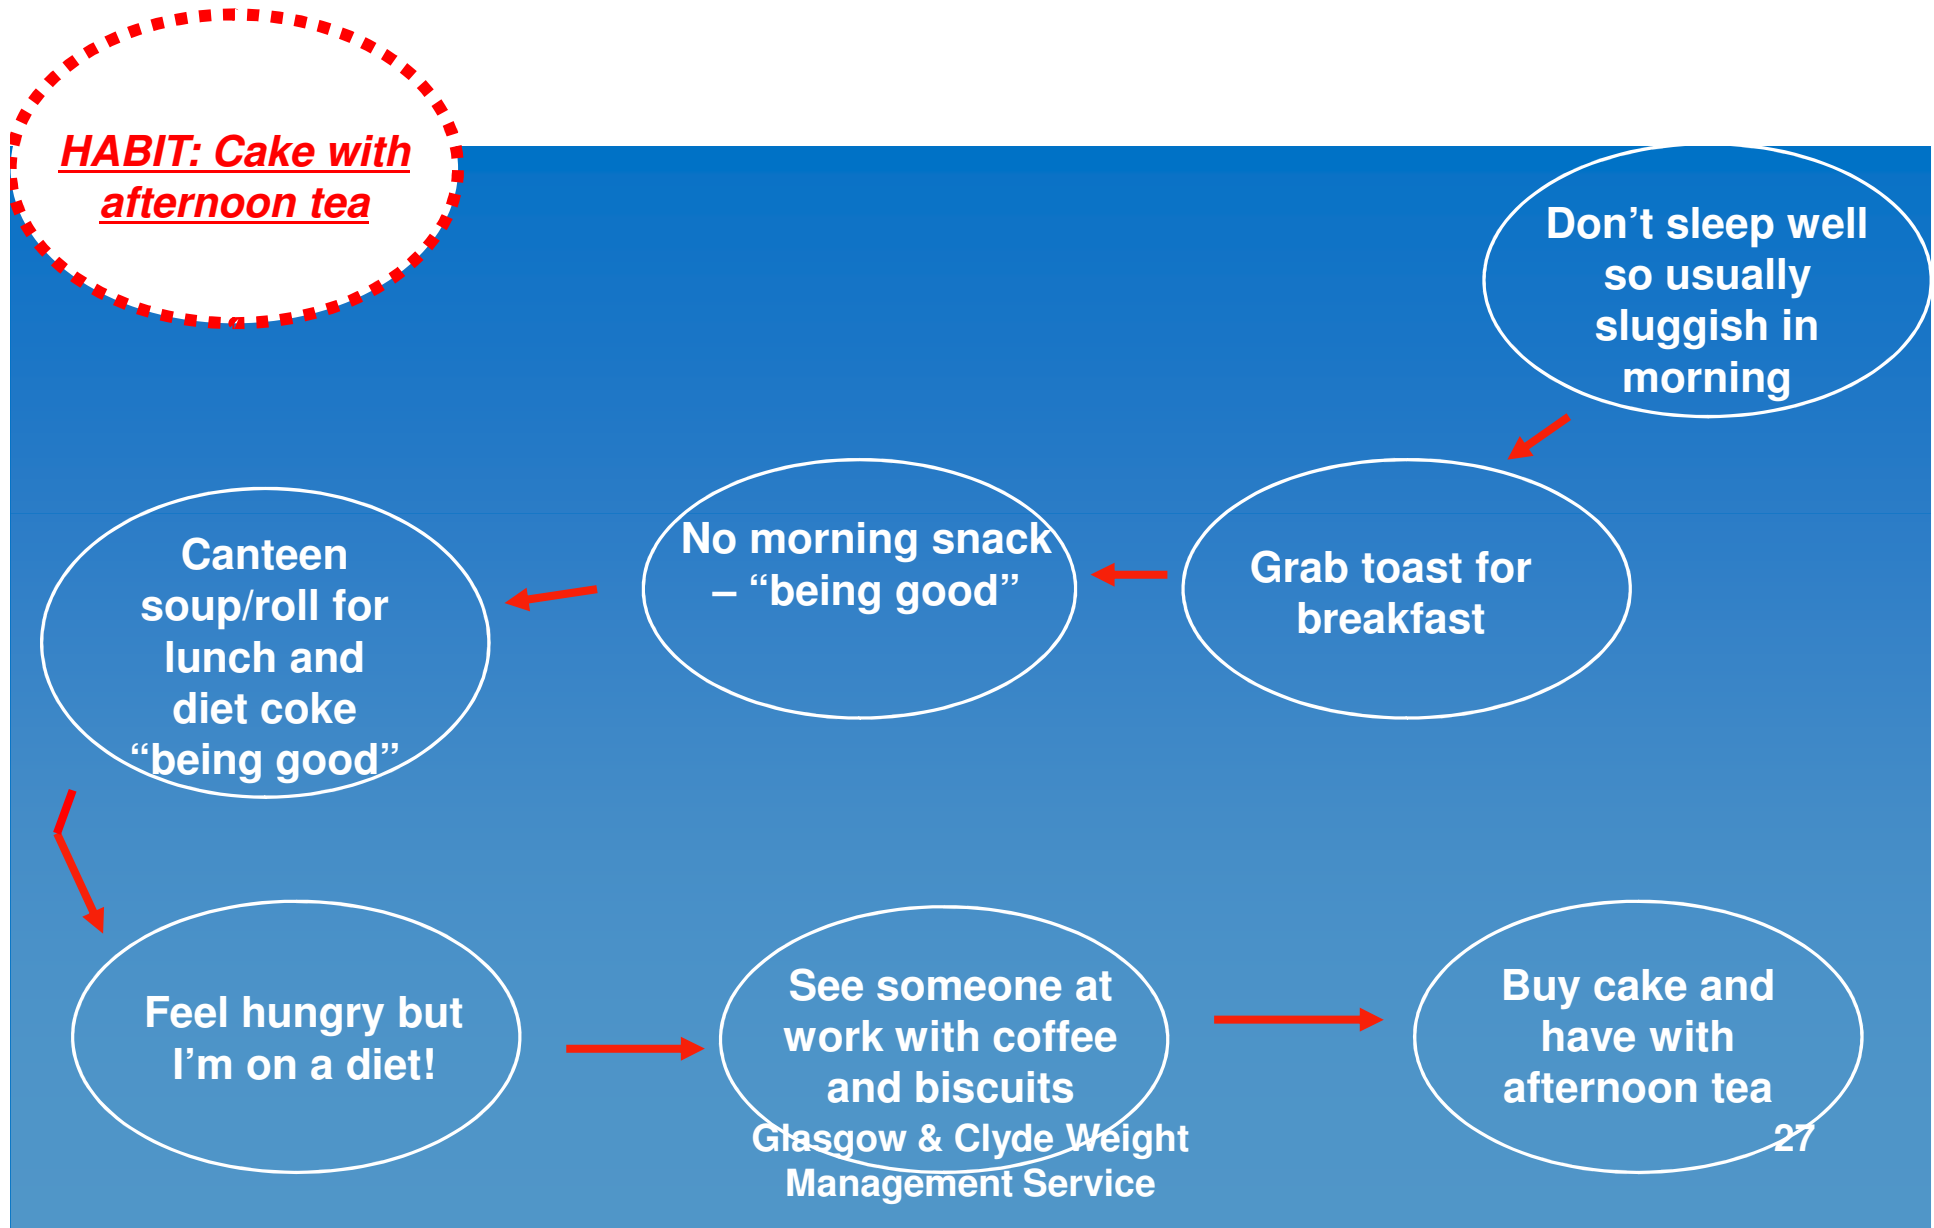 HABIT: Cake with
afternoon tea
Don’t sleep well
so usually
sluggish in
morning
Grab toast for
breakfast
No morning snack
– “being good”
Canteen
soup/roll for
lunch and
diet coke
“being good”
Feel hungry but
I’m on a diet!
See someone at
work with coffee
and biscuits
Buy cake and
have with
afternoon tea
Glasgow & Clyde Weight
Management Service
27